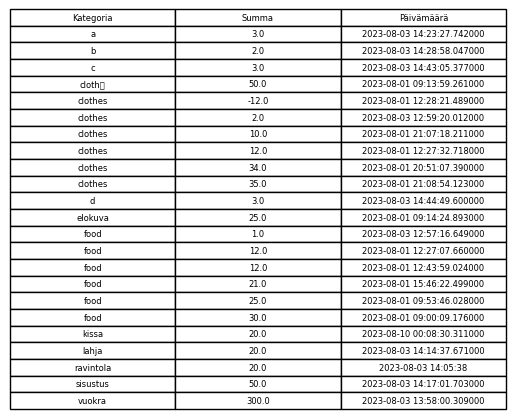 Kategoria Summa Päivämäärä
a 3.0 2023-08-03 14:23:27.742000
b 2.0 2023-08-03 14:28:58.047000
c 3.0 2023-08-03 14:43:05.377000
cloth 50.0 2023-08-01 09:13:59.261000
clothes -12.0 2023-08-01 12:28:21.489000
clothes 2.0 2023-08-03 12:59:20.012000
clothes 10.0 2023-08-01 21:07:18.211000
clothes 12.0 2023-08-01 12:27:32.718000
clothes 34.0 2023-08-01 20:51:07.390000
clothes 35.0 2023-08-01 21:08:54.123000
d 3.0 2023-08-03 14:44:49.600000
elokuva 25.0 2023-08-01 09:14:24.893000
food 1.0 2023-08-03 12:57:16.649000
food 12.0 2023-08-01 12:27:07.660000
food 12.0 2023-08-01 12:43:59.024000
food 21.0 2023-08-01 15:46:22.499000
food 25.0 2023-08-01 09:53:46.028000
food 30.0 2023-08-01 09:00:09.176000
kissa 20.0 2023-08-10 00:08:30.311000
lahja 20.0 2023-08-03 14:14:37.671000
ravintola 20.0 2023-08-03 14:05:38
sisustus 50.0 2023-08-03 14:17:01.703000
vuokra 300.0 2023-08-03 13:58:00.309000